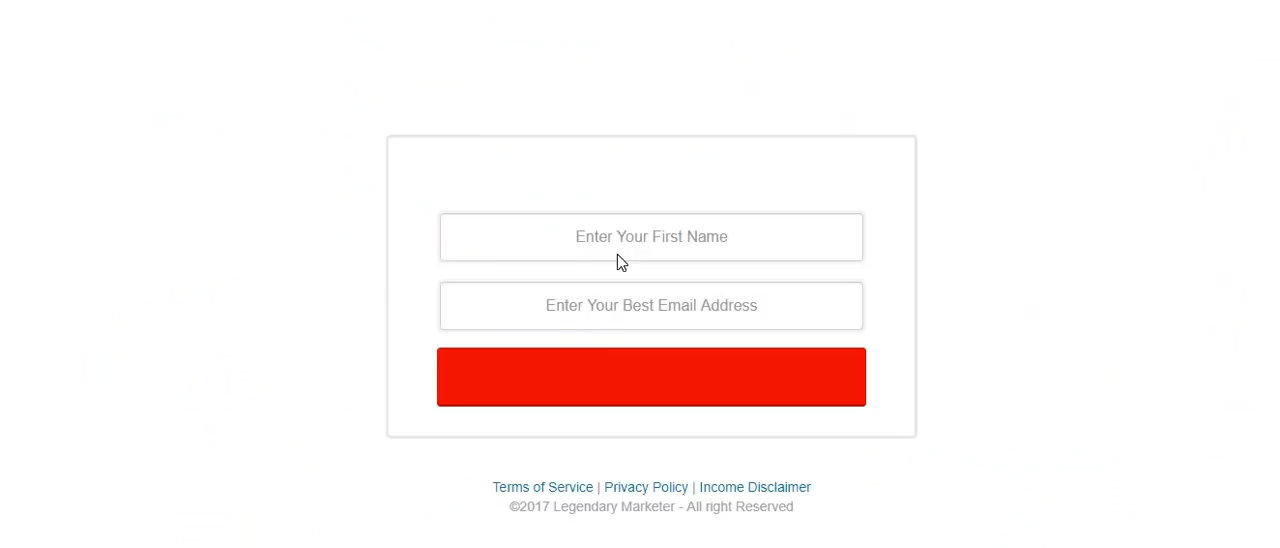 Enter Your First Name
Enter Your Best Email Address
Terms of Service | Privacy Policy | Income Disclaimer
©2017 Legendary Marketer - All right Reserved